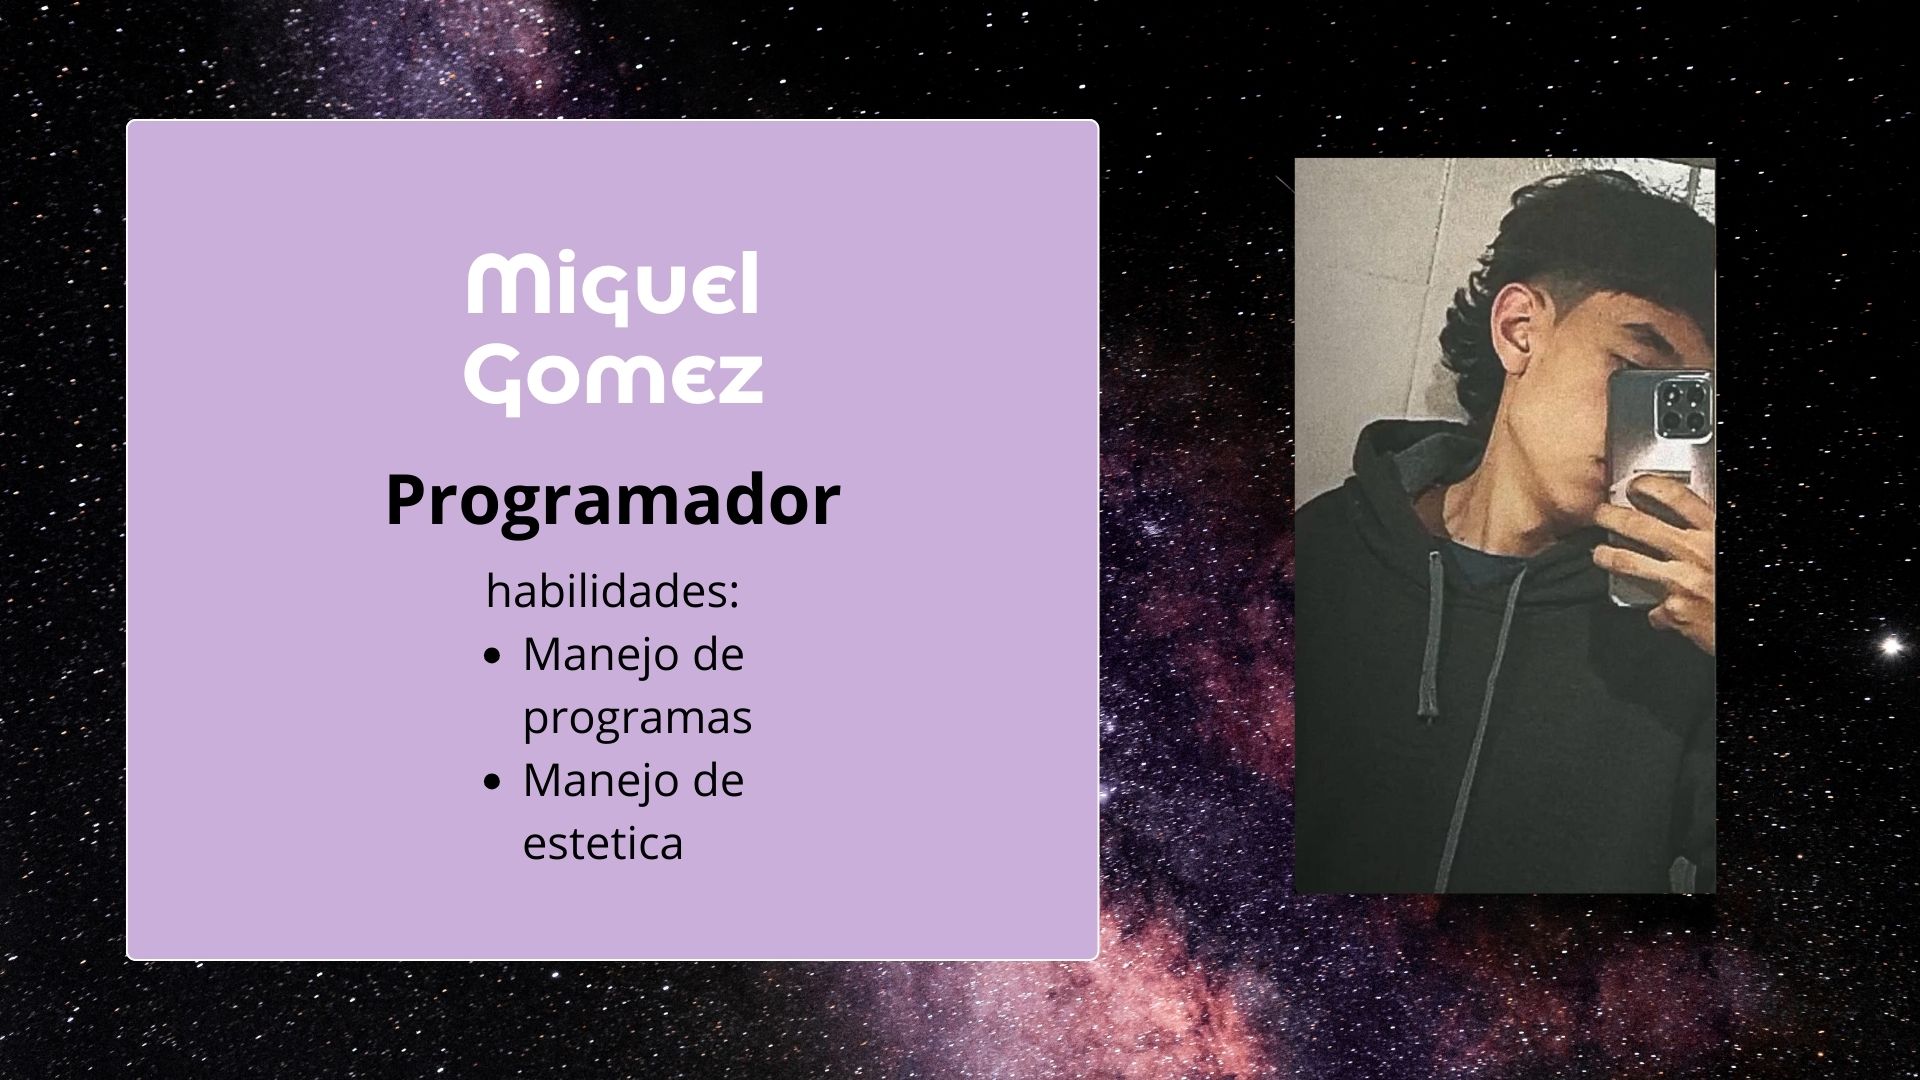 Miguel
Gomez
Programador
habilidades:
• Manejo de
programas
• Manejo de
estetica